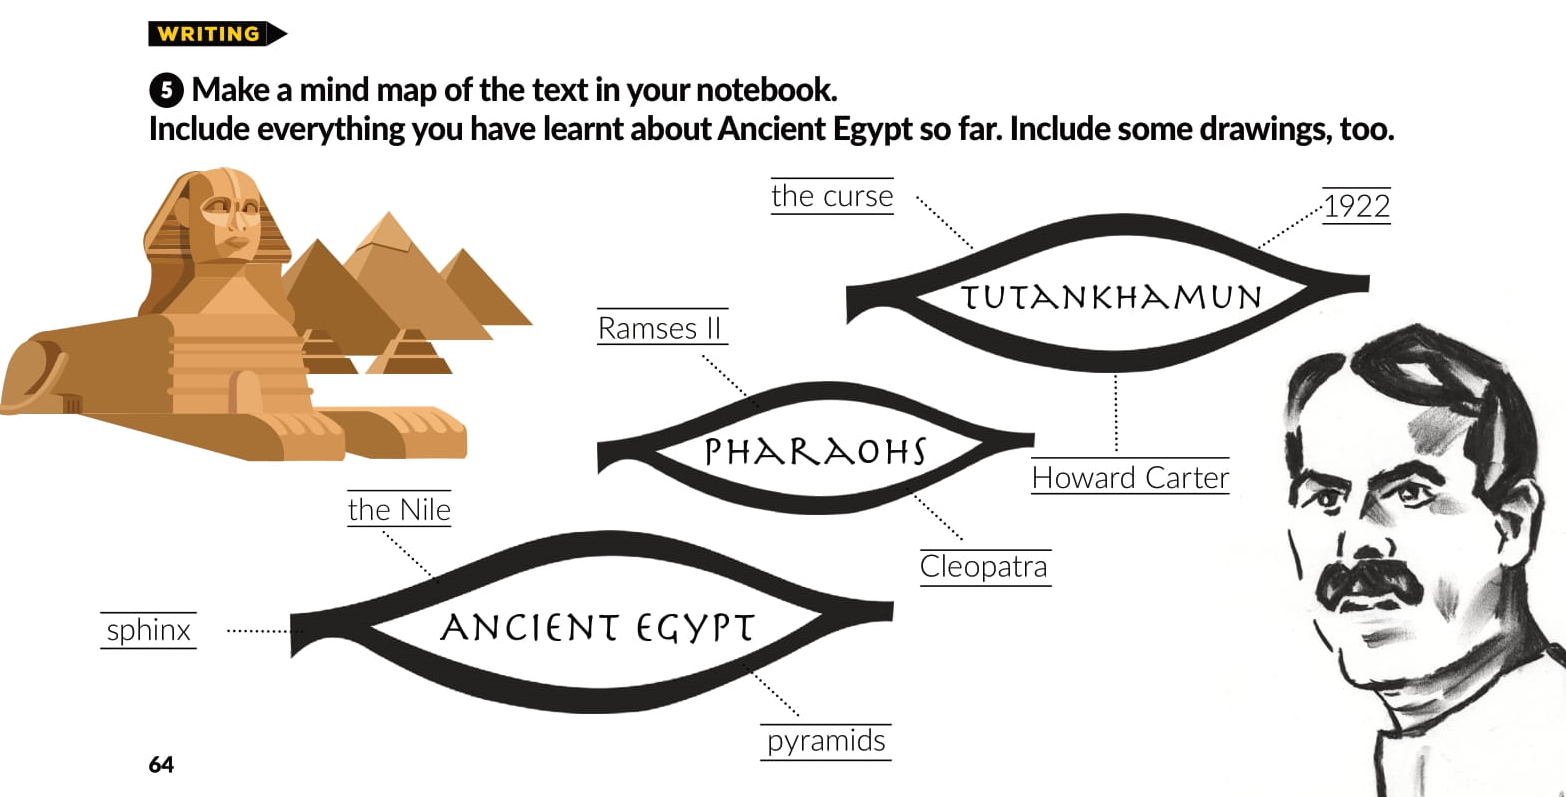 WRITING
5 Make a mind map of the text in your notebook.
Include everything you have learnt about Ancient Egypt so far. Include some drawings, too.
the curse
1922
TUTANKHAMUN
Ramses II
PHARAOHS
Howard Carter
the Nile
Cleopatra
ANCIENT EGYPT
sphinx
pyramids
64